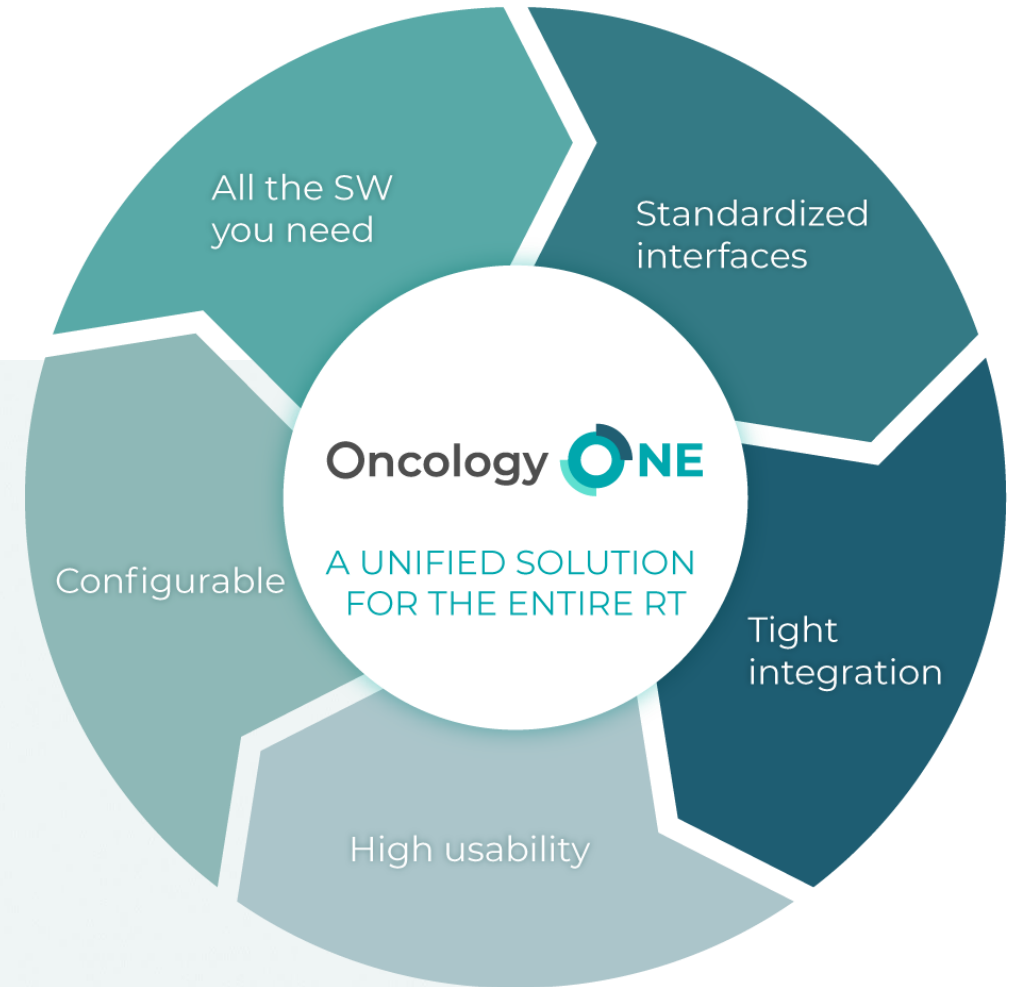 All the SW
you need
Standardized
interfaces
Oncology ONE
A UNIFIED SOLUTION
FOR THE ENTIRE RT
Configurable
Tight
integration
High usability